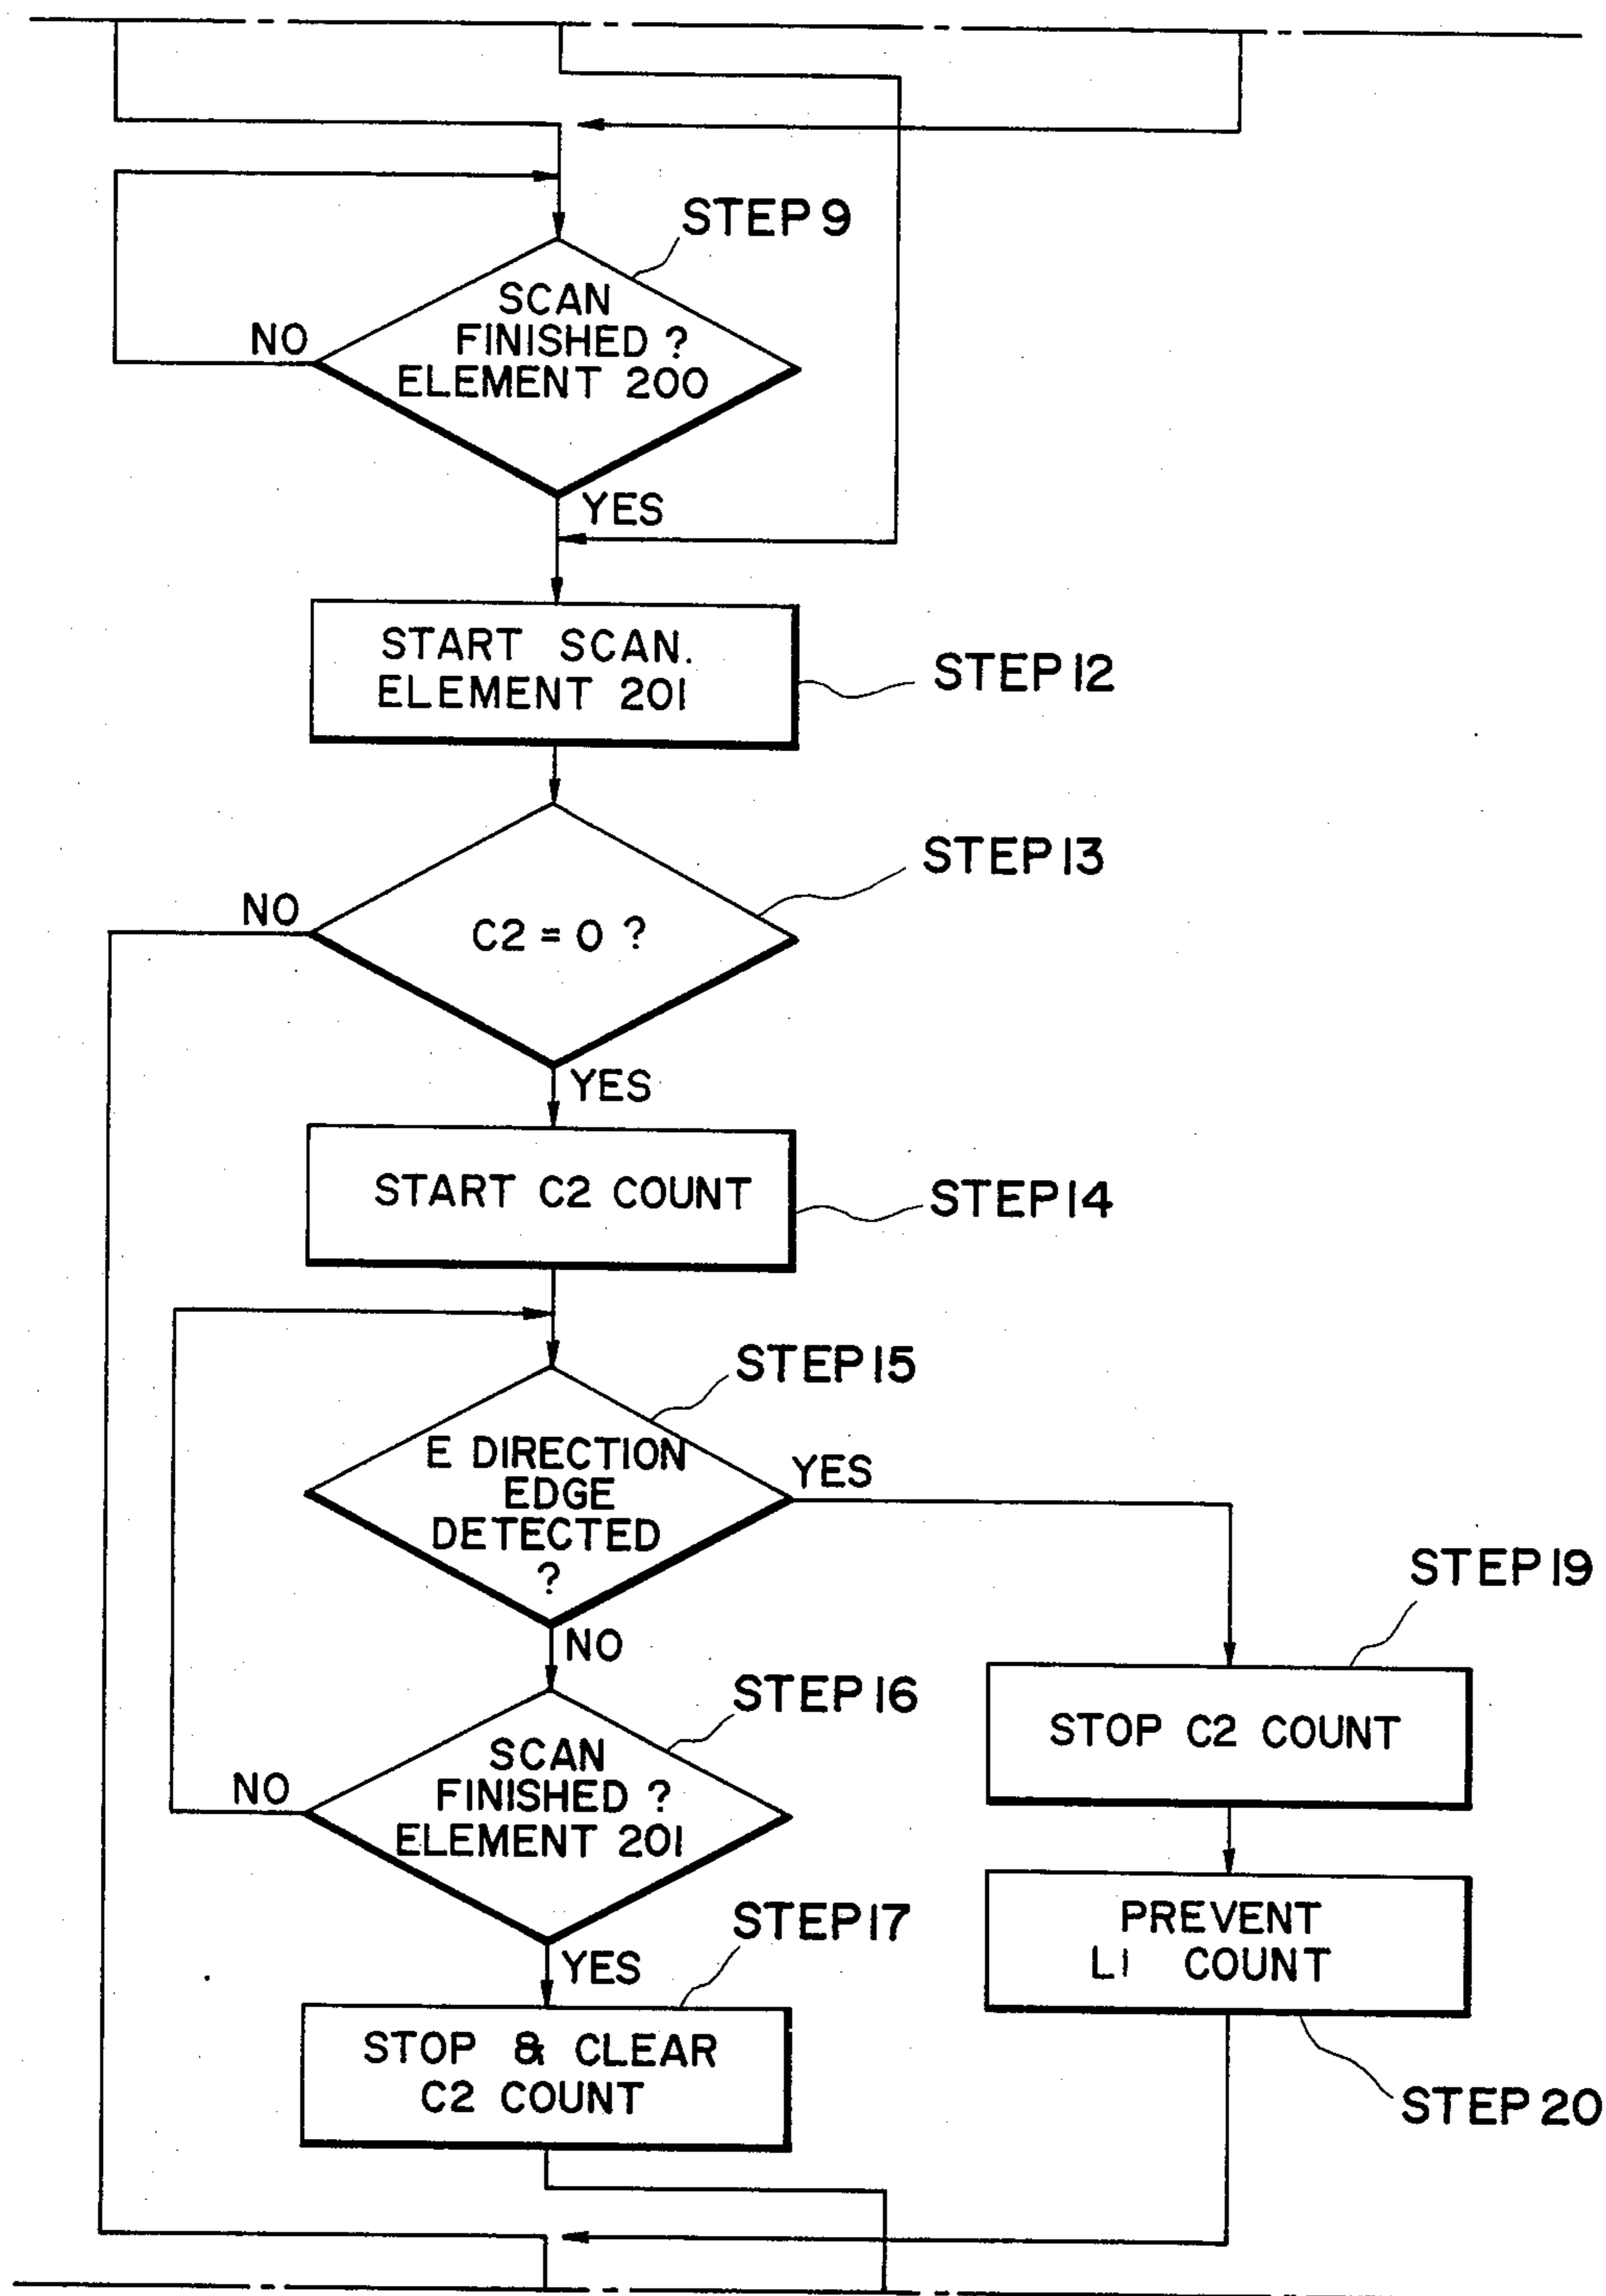 STEP 9
SCAN
FINISHED ?
ELEMENT 200
NO
YES
START SCAN.
ELEMENT 201
STEP 12
STEP 13
NO
C2 = 0 ?
YES
START C2 COUNT
STEP 14
STEP 15
E DIRECTION
EDGE
DETECTED
?
YES
NO
STEP 19
STOP C2 COUNT
STEP 16
SCAN
FINISHED ?
ELEMENT 201
NO
YES
PREVENT
L1 COUNT
STEP 17
STOP & CLEAR
C2 COUNT
STEP 20